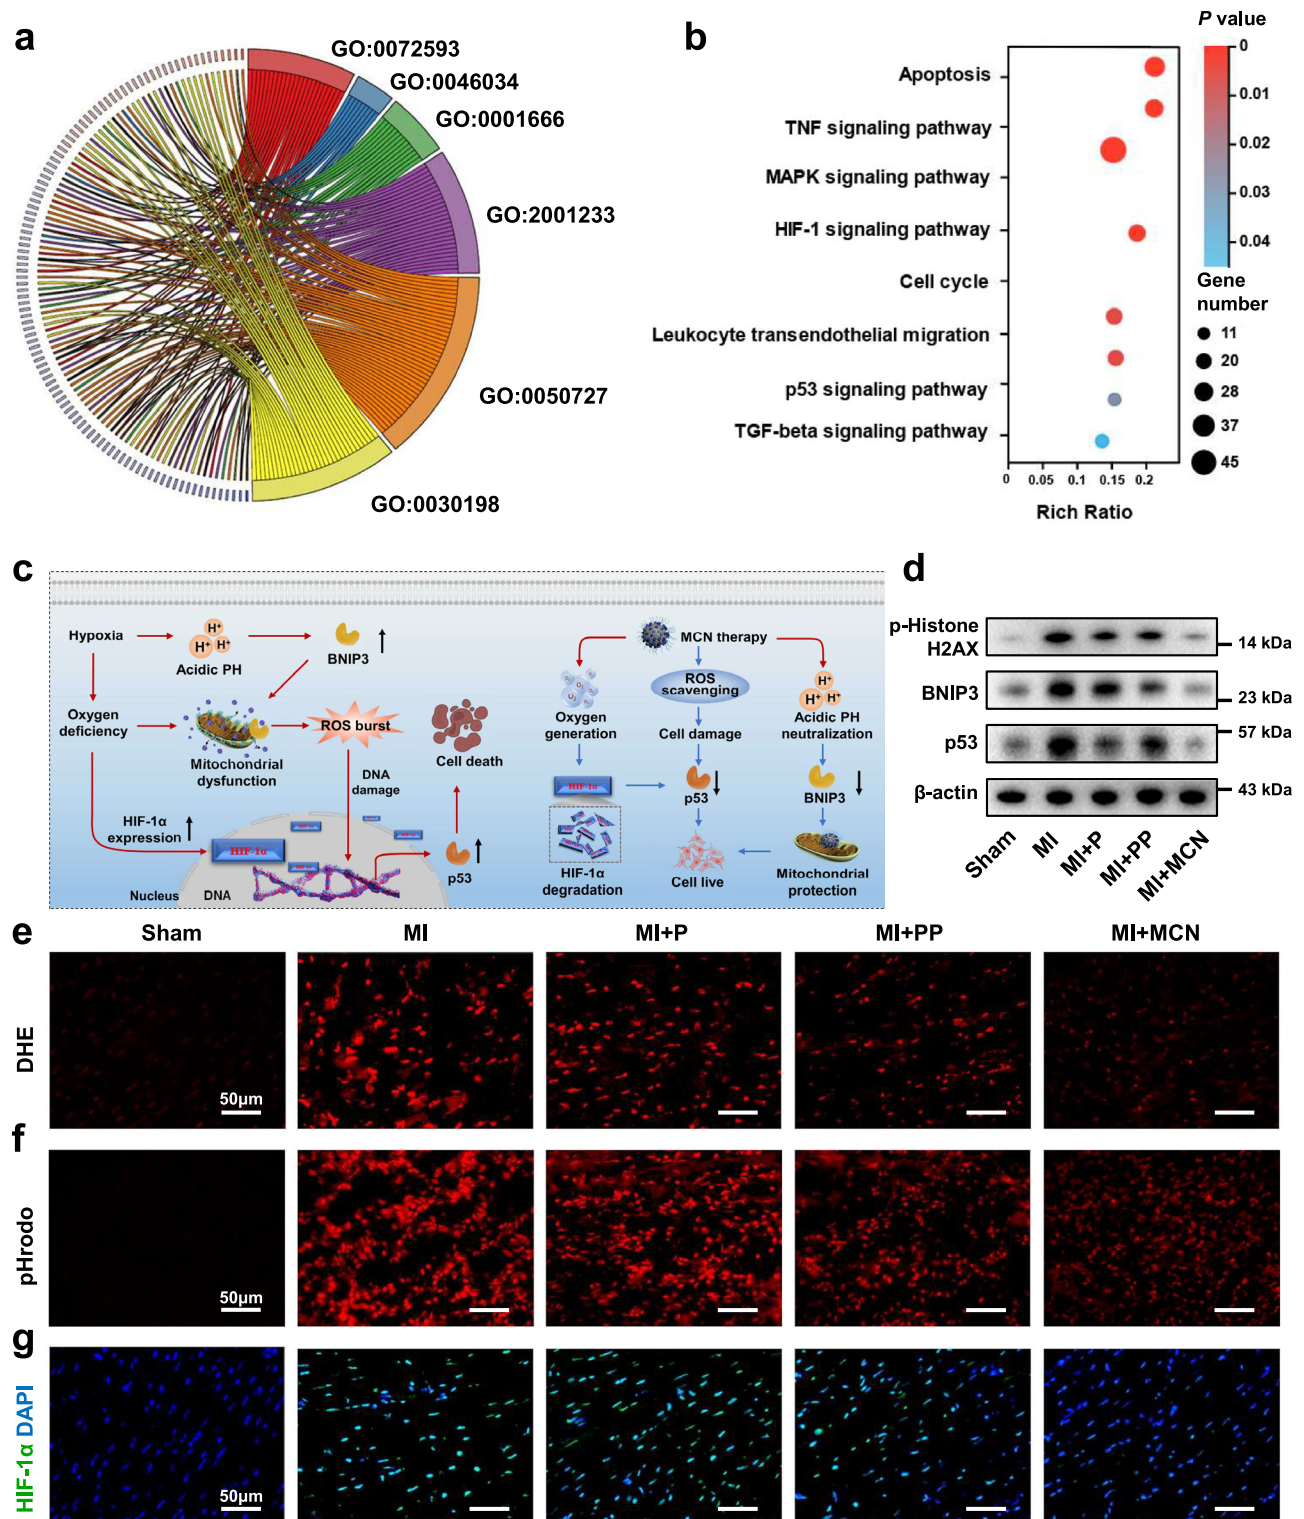 a
GO:0072593
GO:0046034
GO:0001666
GO:2001233
GO:0050727
GO:0030198
b
Apoptosis
TNF signaling pathway
MAPK signaling pathway
HIF-1 signaling pathway
Cell cycle
Leukocyte transendothelial migration
p53 signaling pathway
TGF-beta signaling pathway
0 0.05 0.1 0.15 0.2
Rich Ratio
P value
0
0.01
0.02
0.03
0.04
Gene
number
11
20
28
37
45
c
Hypoxia
H+
H+ H+
Acidic PH
BNIP3
Oxygen
deficiency
Mitochondrial
dysfunction
ROS burst
Cell death
DNA
damage
HIF-1α
expression
HIF-1α
HIF-1α
HIF-1α
HIF-1α
p53
Nucleus
DNA
MCN therapy
O2
Oxygen
generation
ROS
scavenging
H+
H+ H+
Acidic PH
neutralization
Cell damage
HIF-1α
p53
BNIP3
HIF-1α
degradation
Cell live
Mitochondrial
protection
d
p-Histone
H2AX
14 kDa
BNIP3
23 kDa
p53
57 kDa
β-actin
43 kDa
Sham
MI
MI+P
MI+PP
MI+MCN
e
Sham
MI
MI+P
MI+PP
MI+MCN
DHE
50μm
f
pHrodo
50μm
g
HIF-1α DAPI
50μm